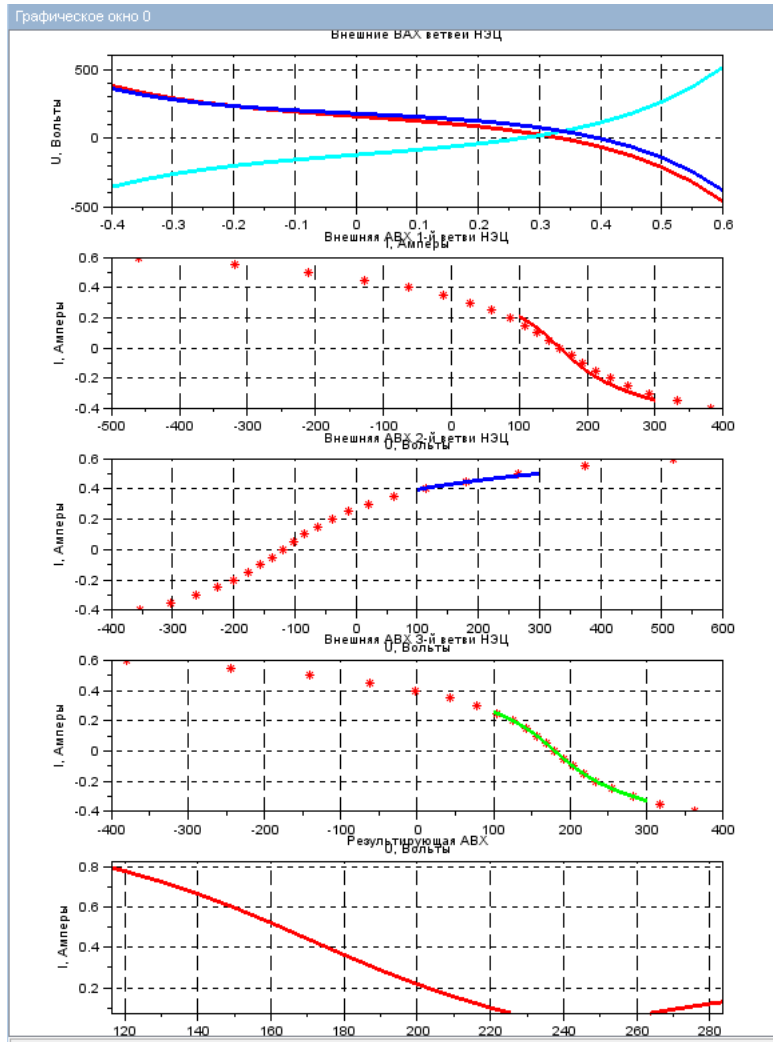 Графическое окно 0
Внешние ВАХ ветвей НЭЦ
500
0
-500
U, Вольты
-0.4 -0.3 -0.2 -0.1 0 0.1 0.2 0.3 0.4 0.5 0.6
I, Амперы
Внешняя АВХ 1-й ветви НЭЦ
0.6
0.4
0.2
0
-0.2
-0.4
I, Амперы
-500 -400 -300 -200 -100 0 100 200 300 400
U, Вольты
Внешняя АВХ 2-й ветви НЭЦ
0.6
0.4
0.2
0
-0.2
-0.4
I, Амперы
-400 -300 -200 -100 0 100 200 300 400 500 600
U, Вольты
Внешняя АВХ 3-й ветви НЭЦ
0.6
0.4
0.2
0
-0.2
-0.4
I, Амперы
-400 -300 -200 -100 0 100 200 300 400
U, Вольты
Результирующая АВХ
0.8
0.6
0.4
0.2
I, Амперы
120 140 160 180 200 220 240 260 280